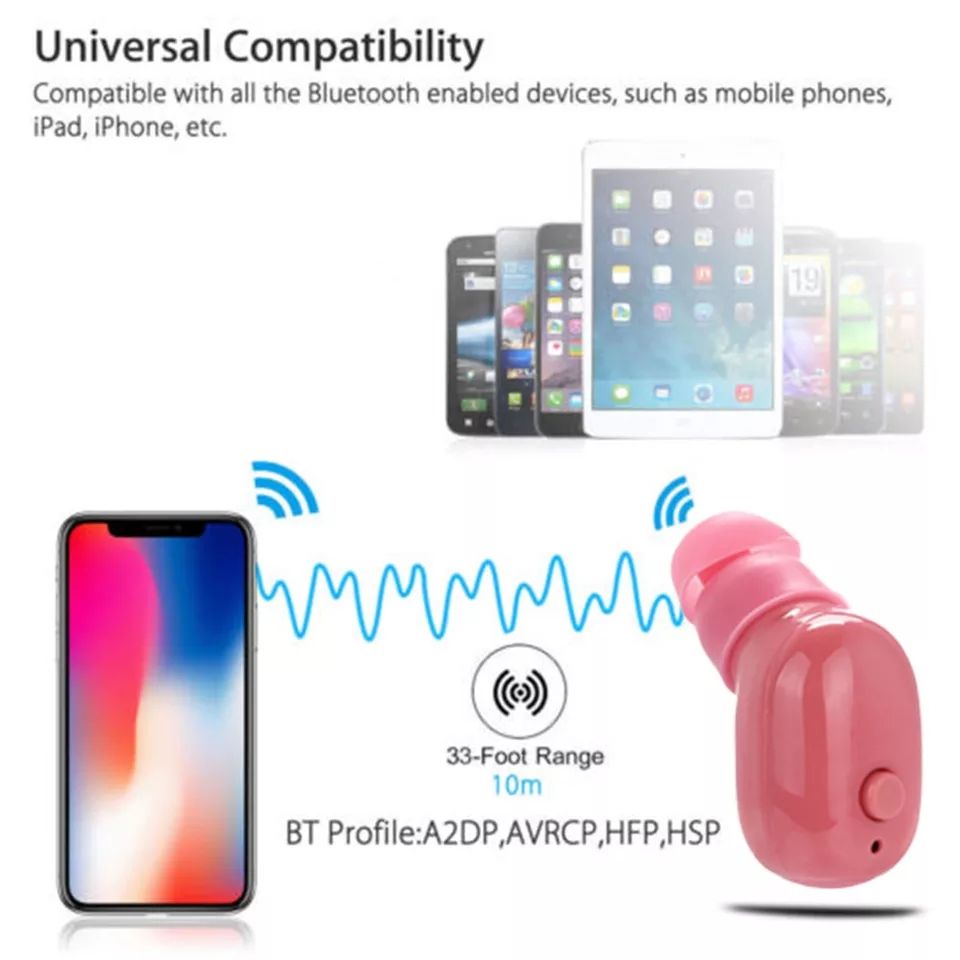 Universal Compatibility
Compatible with all the Bluetooth enabled devices, such as mobile phones,
iPad, iPhone, etc.
19
33-Foot Range
10m
BT Profile:A2DP,AVRCP,HFP,HSP